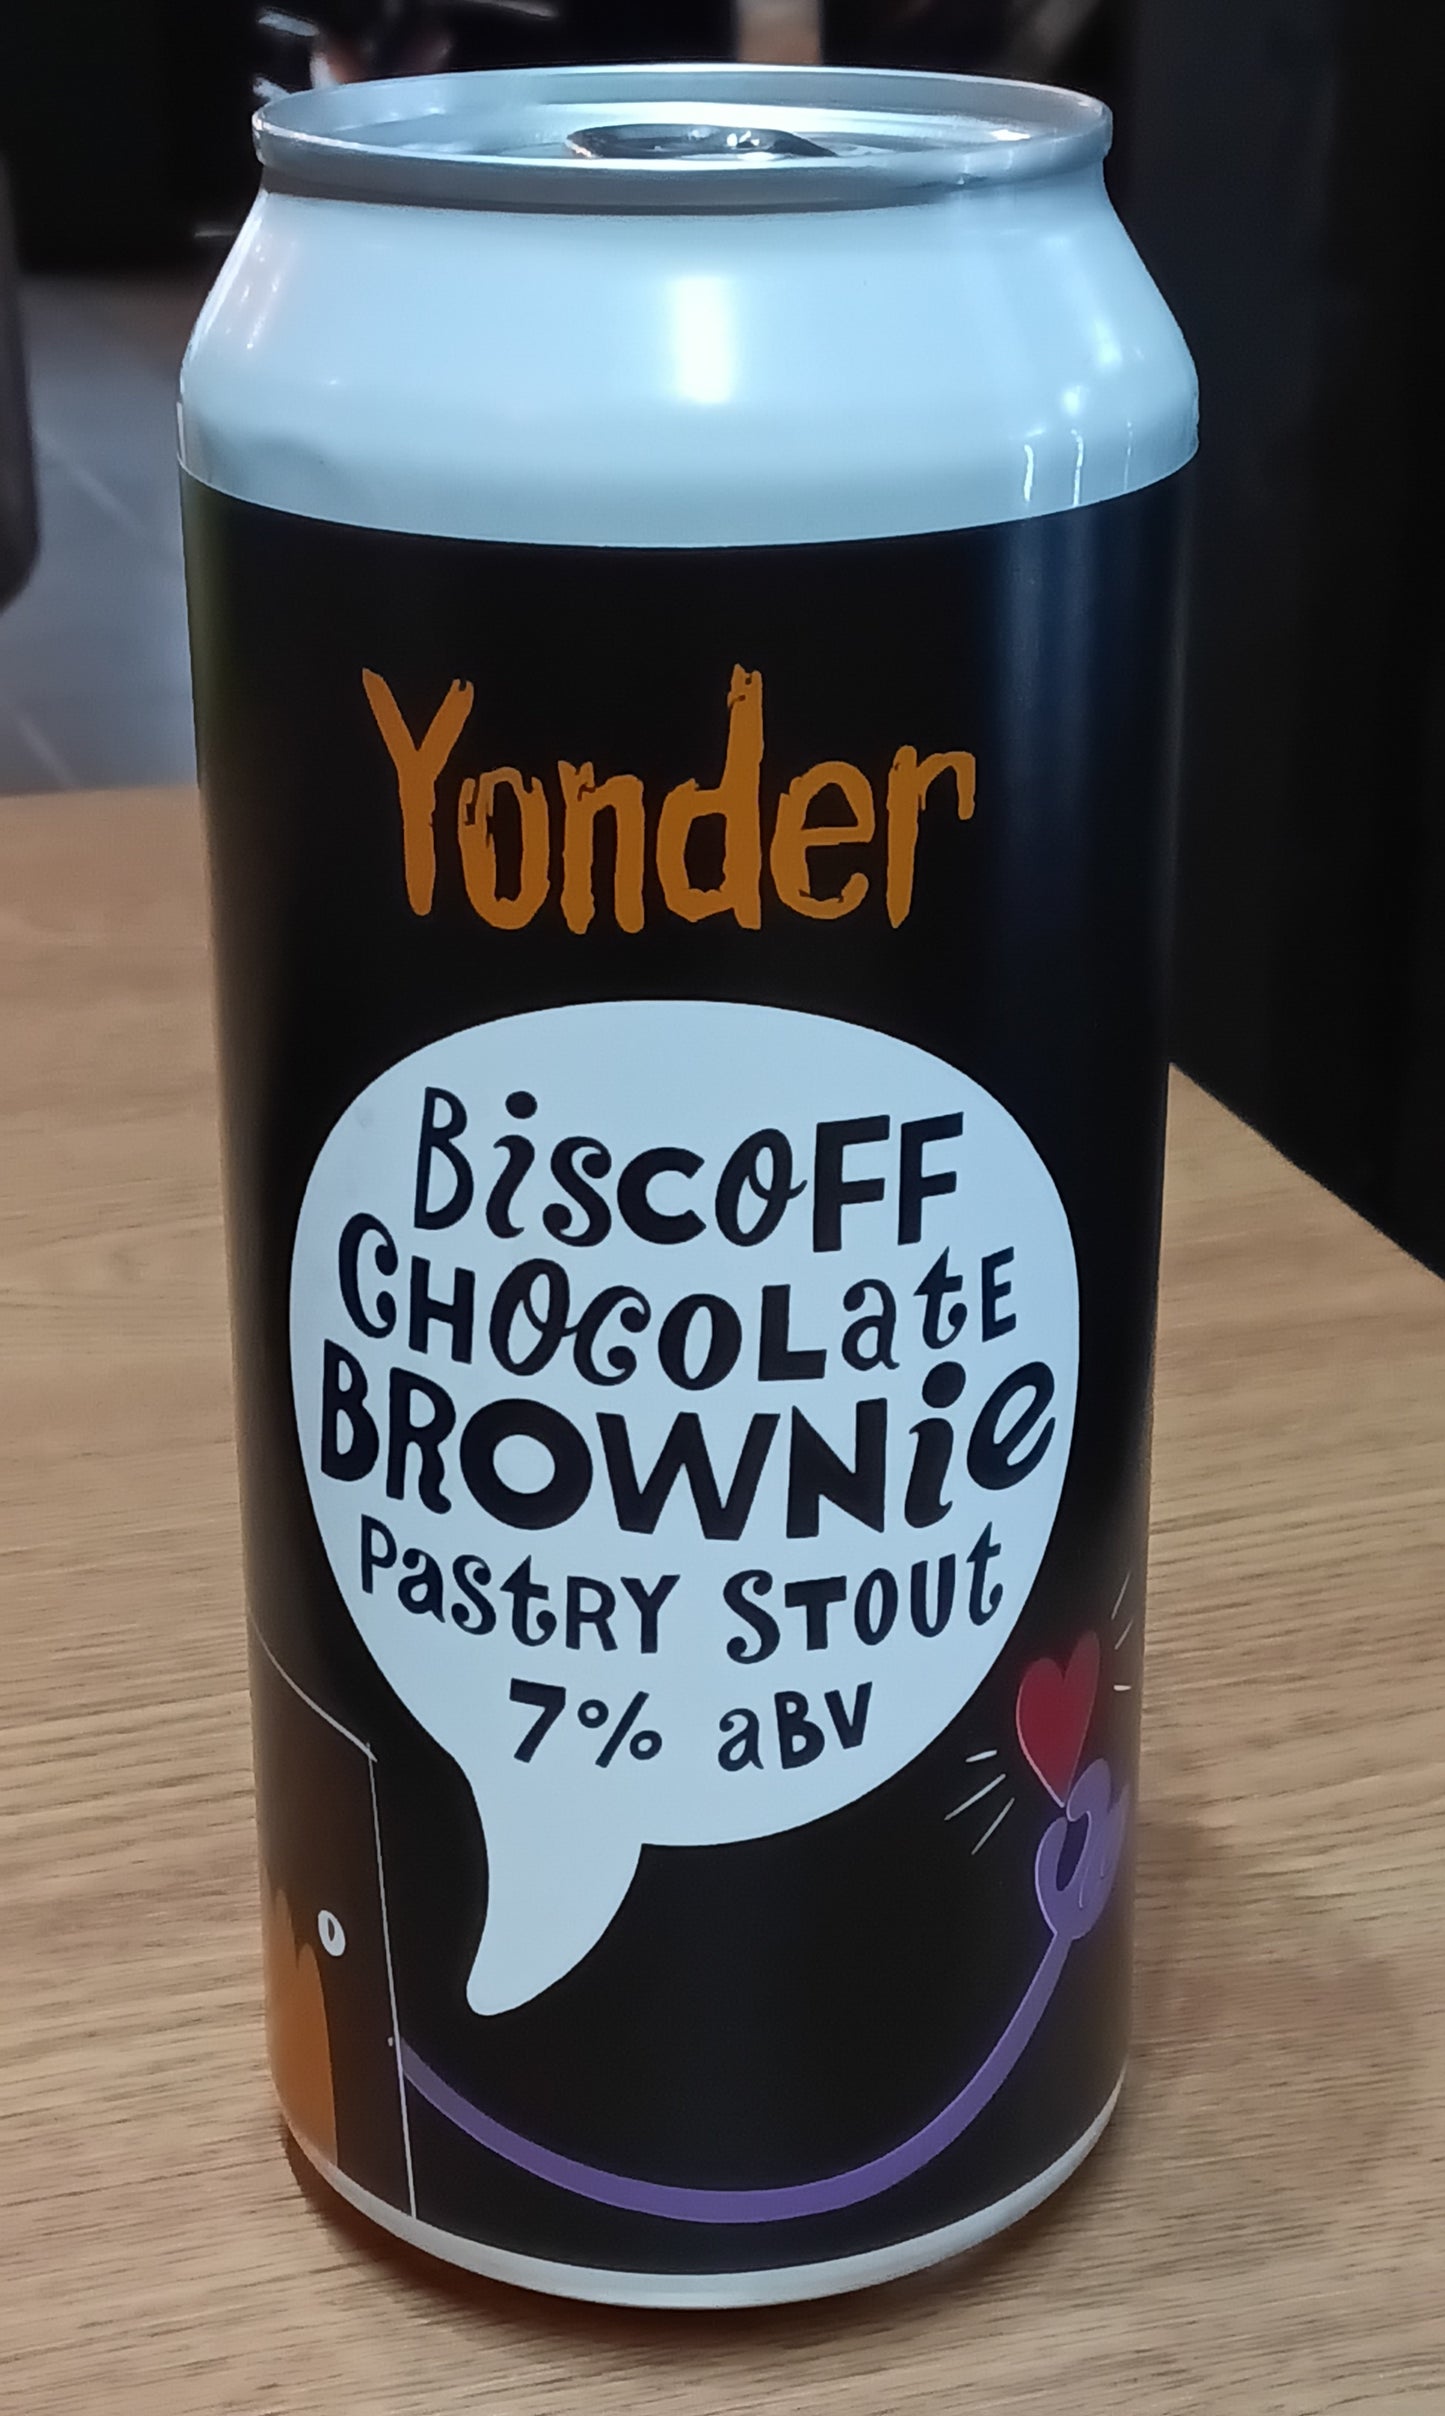 Yonder
BiscOFF
CHOCOLatE
BROWNie
PaStRY STOUt
7% aBV